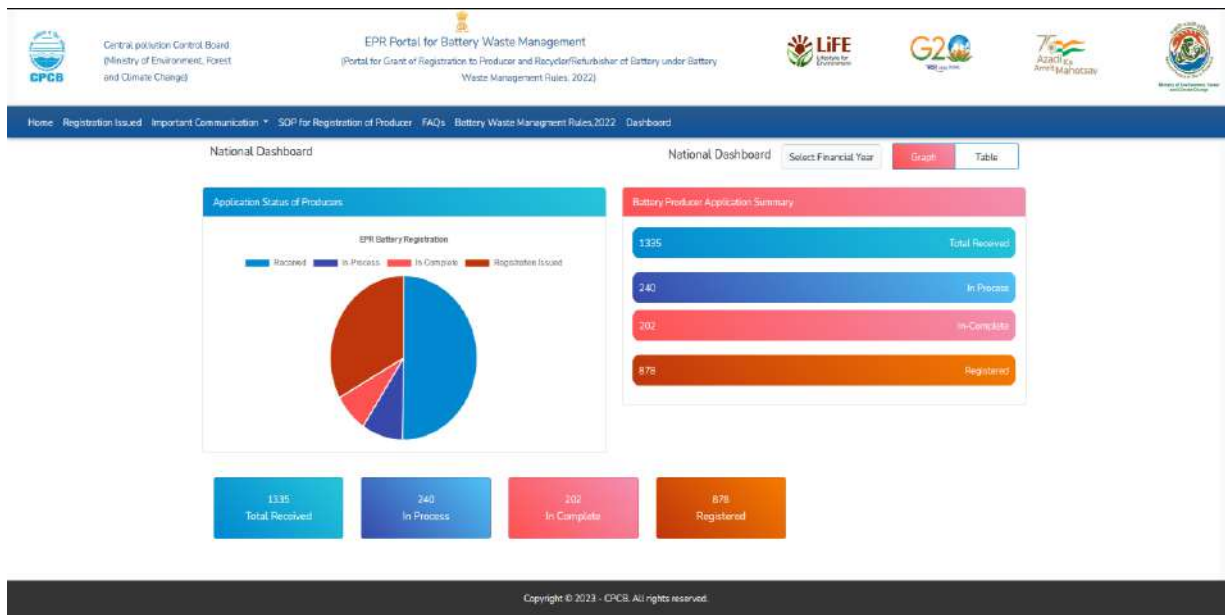 CPCB
Central pollution Control Board
(Ministry of Environment, Forest
and Climate Change)
EPR Portal for Battery Waste Management
(Portal for Grant of Registration to Producer and Recycler/Refurbisher of Battery under Battery
Waste Management Rules, 2022)
LiFE
Lifestyle for
Environment
G20
Azadi Ka
Amrit Mahotsav
Home Registration Issued Important Communication SOP for Registration of Producer FAQs Battery Waste Managment Rules,2022 Dashboard
National Dashboard
National Dashboard Select Financial Year Graph Table
Application Status of Producers
EPR Battery Registration
Received In Process In Complete Registration Issued
Battery Producer Application Summary
1335 Total Received
240 In Process
202 In-Complete
878 Registered
1335
Total Received
240
In Process
202
In Complete
878
Registered
Copyright © 2023 - CPCB. All rights reserved.